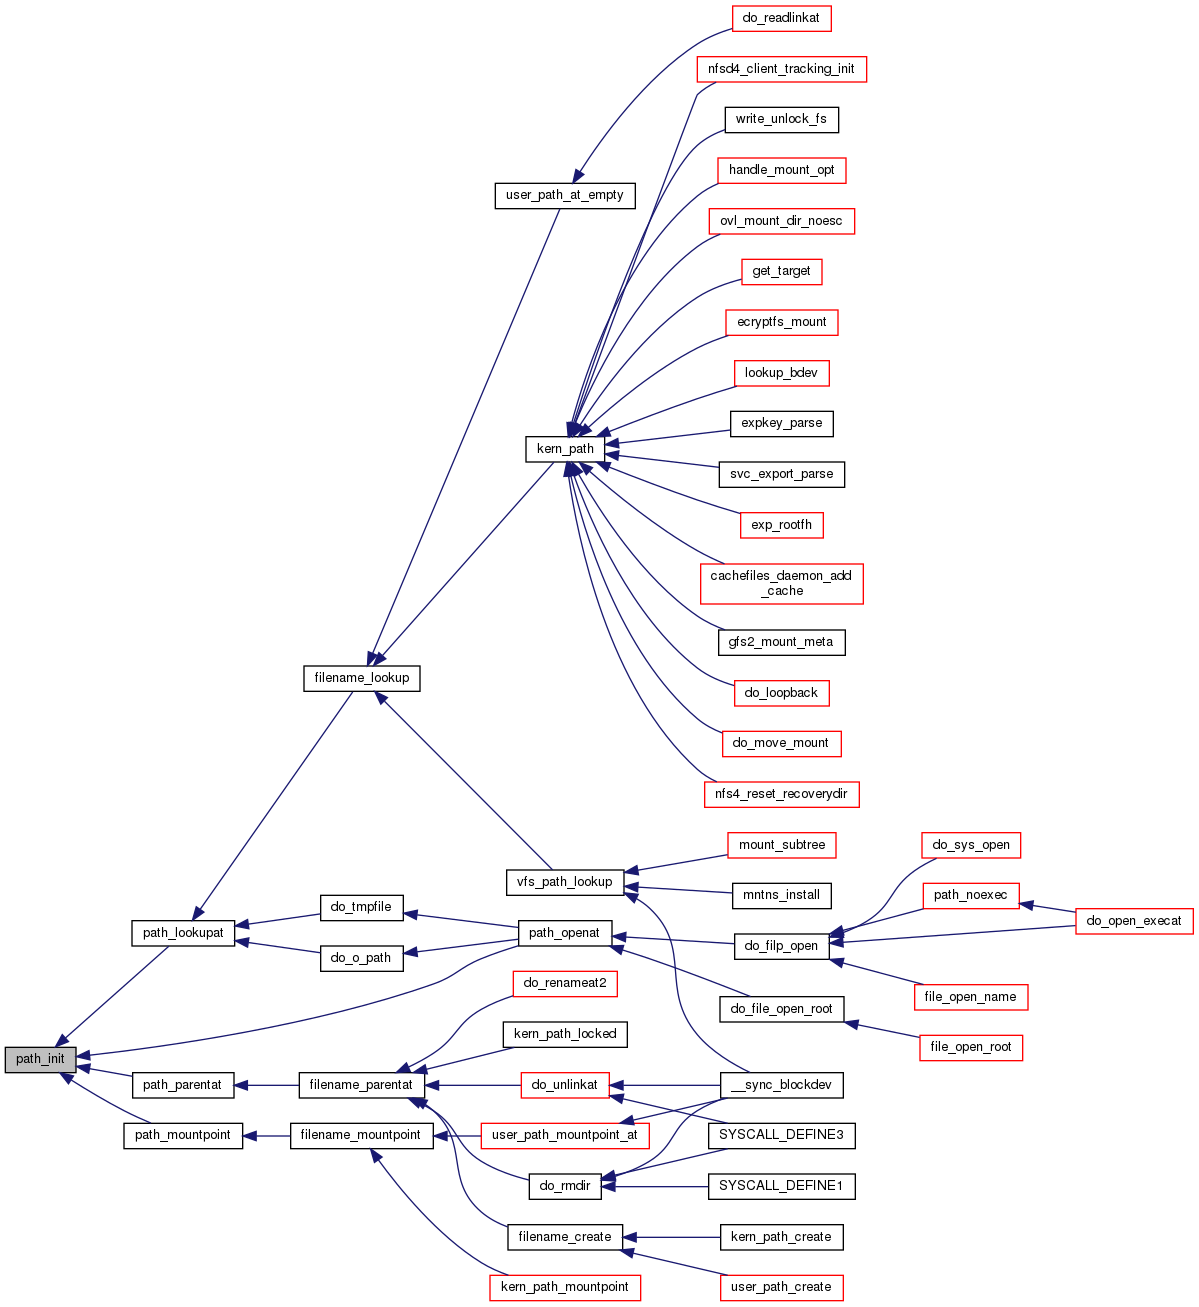 do_readlinkat
nfsd4_client_tracking_init
write_unlock_fs
handle_mount_opt
user_path_at_empty
ovl_mount_dir_noesc
get_target
ecryptfs_mount
lookup_bdev
expkey_parse
kern_path
svc_export_parse
exp_rootfh
cachefiles_daemon_add
_cache
gfs2_mount_meta
filename_lookup
do_loopback
do_move_mount
nfs4_reset_recoverydir
mount_subtree
do_sys_open
vfs_path_lookup
mntns_install
path_noexec
do_tmpfile
do_open_execat
path_lookupat
path_openat
do_filp_open
do_o_path
do_renameat2
file_open_name
do_file_open_root
kern_path_locked
file_open_root
path_init
path_parentat
filename_parentat
do_unlinkat
__sync_blockdev
path_mountpoint
filename_mountpoint
user_path_mountpoint_at
SYSCALL_DEFINE3
do_rmdir
SYSCALL_DEFINE1
filename_create
kern_path_create
kern_path_mountpoint
user_path_create